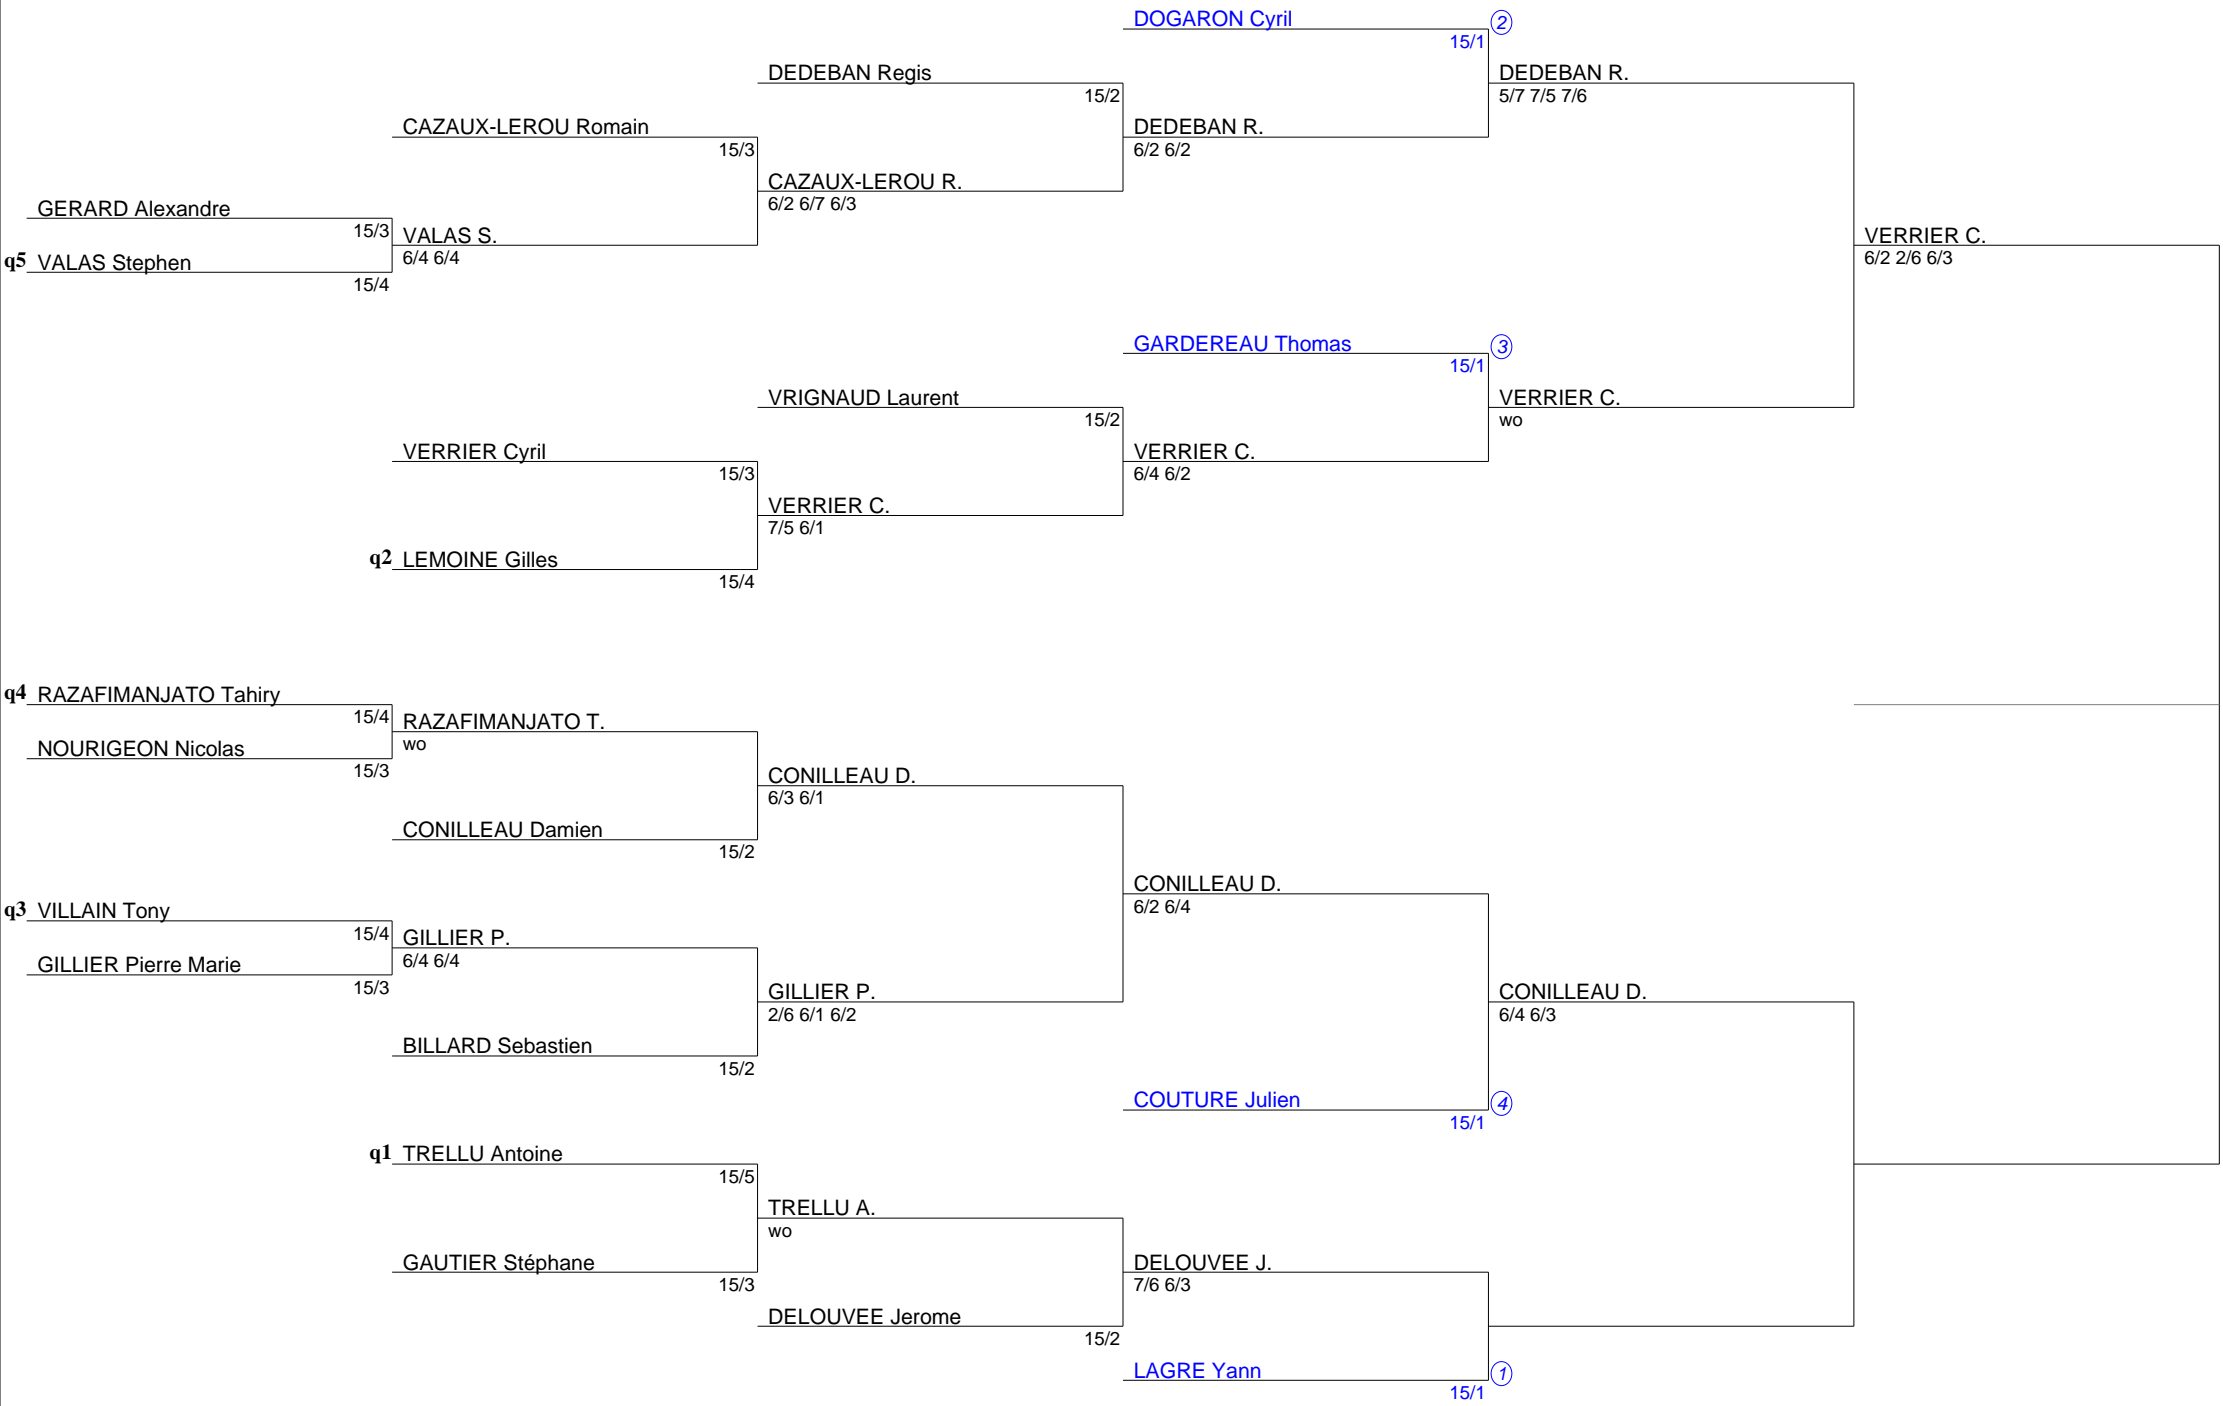 DOGARON Cyril
2
15/1
DEDEBAN Regis
DEDEBAN R.
15/2
5/7 7/5 7/6
CAZAUX-LEROU Romain
DEDEBAN R.
15/3
6/2 6/2
CAZAUX-LEROU R.
6/2 6/7 6/3
GERARD Alexandre
15/3
VALAS S.
VERRIER C.
6/4 6/4
6/2 2/6 6/3
q5 VALAS Stephen
15/4
GARDEREAU Thomas
3
15/1
VRIGNAUD Laurent
VERRIER C.
15/2
wo
VERRIER Cyril
VERRIER C.
15/3
6/4 6/2
VERRIER C.
7/5 6/1
q2 LEMOINE Gilles
15/4
q4 RAZAFIMANJATO Tahiry
15/4
RAZAFIMANJATO T.
wo
NOURIGEON Nicolas
15/3
CONILLEAU D.
6/3 6/1
CONILLEAU Damien
15/2
CONILLEAU D.
6/2 6/4
q3 VILLAIN Tony
15/4
GILLIER P.
6/4 6/4
GILLIER Pierre Marie
15/3
GILLIER P.
CONILLEAU D.
2/6 6/1 6/2
6/4 6/3
BILLARD Sebastien
15/2
COUTURE Julien
4
15/1
q1 TRELLU Antoine
15/5
TRELLU A.
wo
GAUTIER Stéphane
DELOUVEE J.
15/3
7/6 6/3
DELOUVEE Jerome
15/2
LAGRE Yann
1
15/1